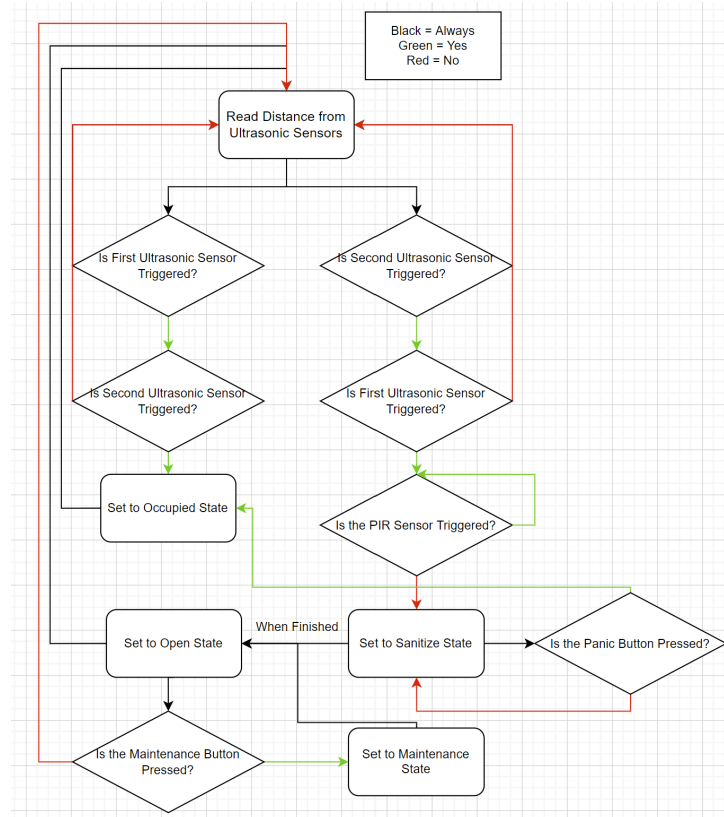 Black = Always
Green = Yes
Red = No
Read Distance from
Ultrasonic Sensors
Is First Ultrasonic Sensor
Triggered?
Is Second Ultrasonic Sensor
Triggered?
Is Second Ultrasonic Sensor
Triggered?
Is First Ultrasonic Sensor
Triggered?
Set to Occupied State
Is the PIR Sensor Triggered?
When Finished
Set to Open State
Set to Sanitize State
Is the Panic Button Pressed?
Is the Maintenance Button
Pressed?
Set to Maintenance
State